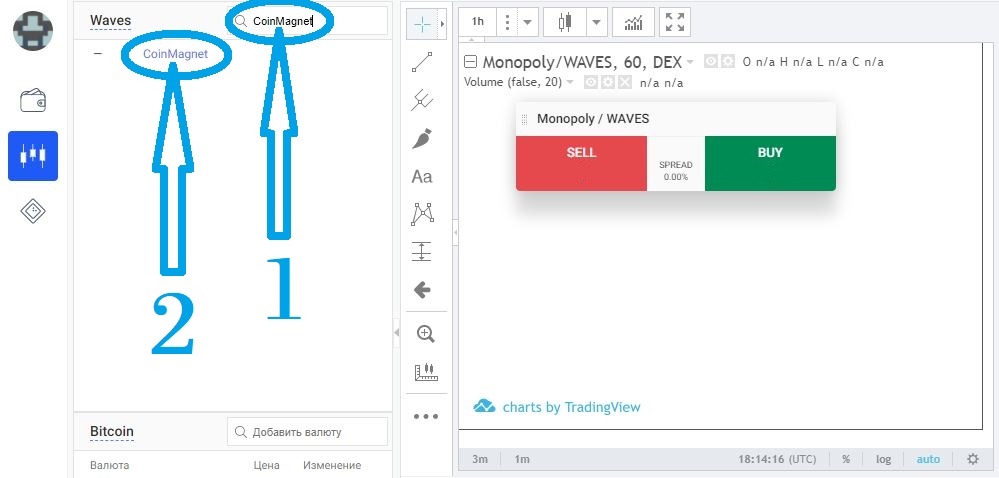 Waves
CoinMagnet
CoinMagnet
1
2
Bitcoin
Добавить валюту
Валюта Цена Изменение
Aa
1h
Monopoly/WAVES, 60, DEX O n/a H n/a L n/a C n/a
Volume (false, 20) n/a n/a
Monopoly / WAVES
SELL
SPREAD
0.00%
BUY
charts by TradingView
3m 1m 18:14:16 (UTC) % log auto